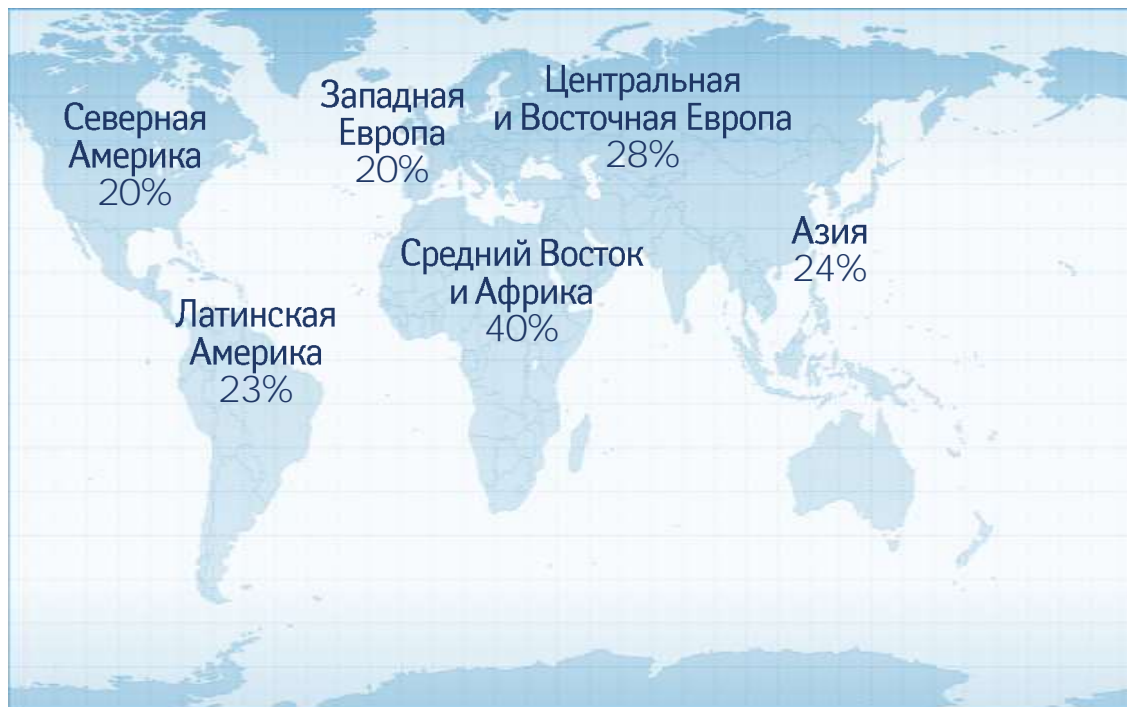 Северная
Америка
20%
Западная
Европа
20%
Центральная
и Восточная Европа
28%
Средний Восток
и Африка
40%
Азия
24%
Латинская
Америка
23%